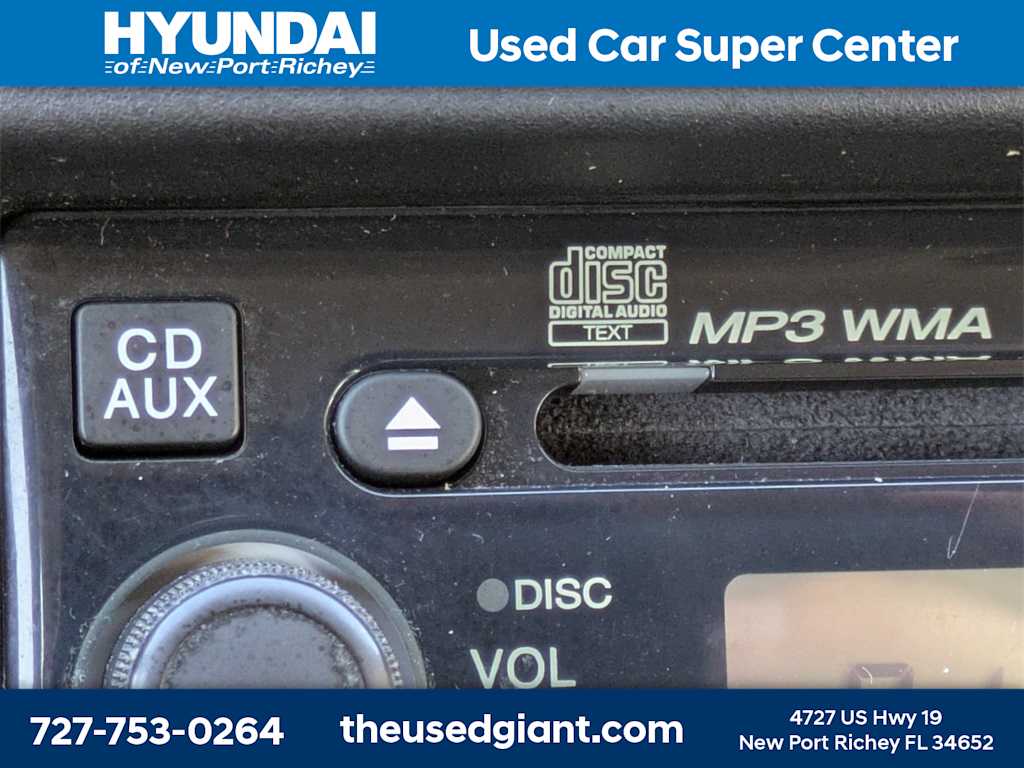 HYUNDAI
of New Port Richey
Used Car Super Center
COMPACT
disc
DIGITAL AUDIO
TEXT
MP3 WMA
CD
AUX
DISC
VOL
727-753-0264
theusedgiant.com
4727 US Hwy 19
New Port Richey FL 34652